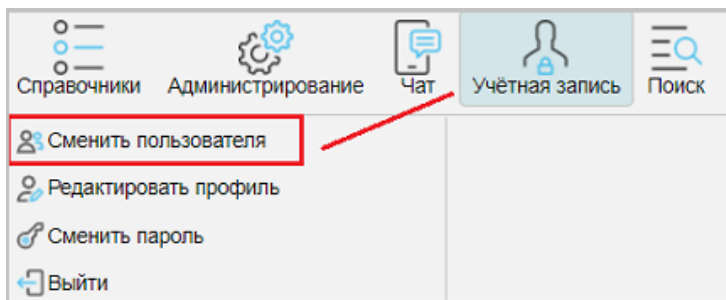 Справочники Администрирование Чат Учётная запись Поиск
Сменить пользователя
Редактировать профиль
Сменить пароль
Выйти